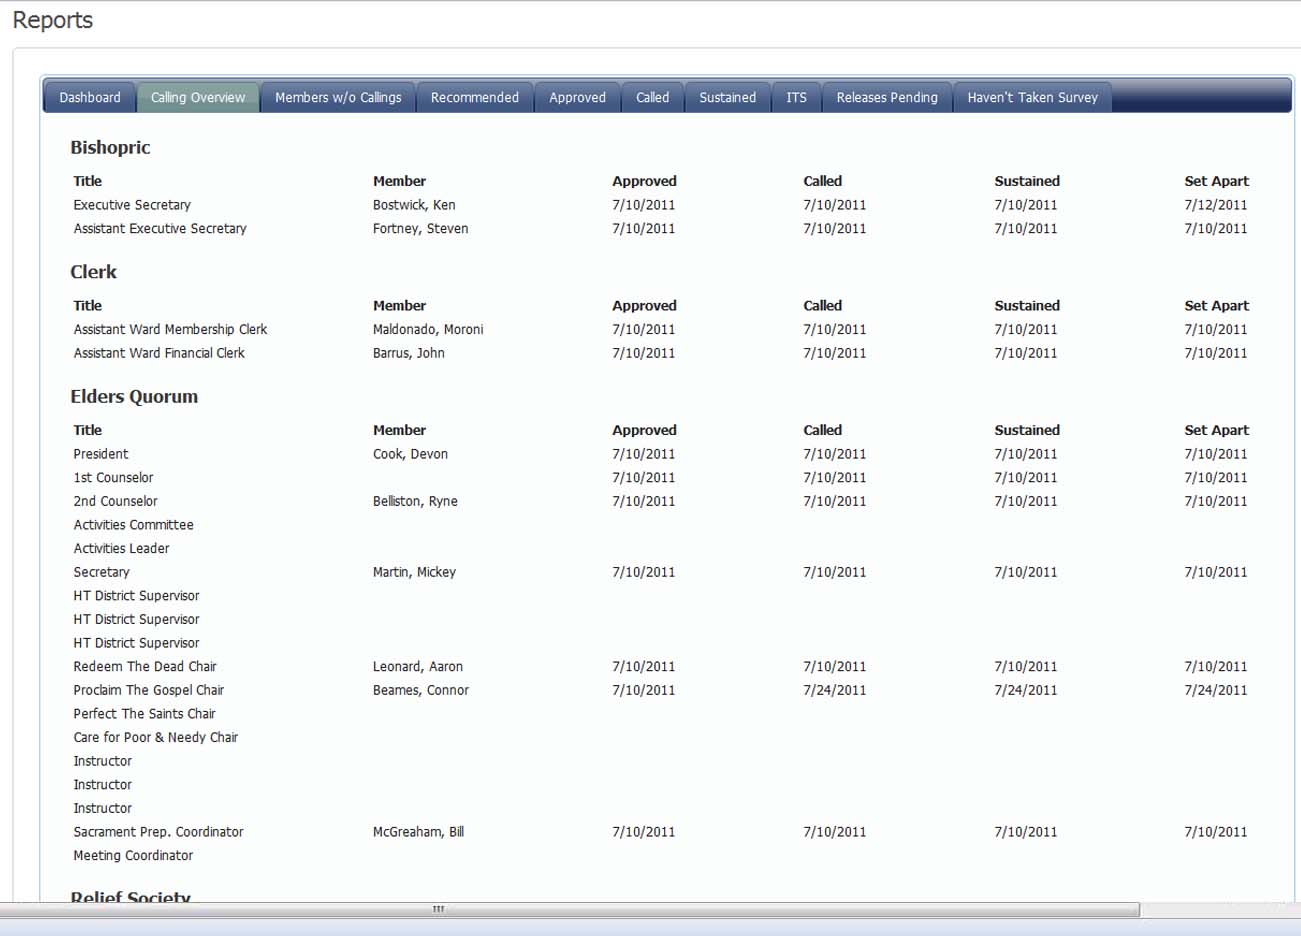 Reports
Dashboard Calling Overview Members w/o Callings Recommended Approved Called Sustained ITS Releases Pending Haven't Taken Survey
Bishopric
Title Member Approved Called Sustained Set Apart
Executive Secretary Bostwick, Ken 7/10/2011 7/10/2011 7/10/2011 7/12/2011
Assistant Executive Secretary Fortney, Steven 7/10/2011 7/10/2011 7/10/2011 7/10/2011
Clerk
Title Member Approved Called Sustained Set Apart
Assistant Ward Membership Clerk Maldonado, Moroni 7/10/2011 7/10/2011 7/10/2011 7/10/2011
Assistant Ward Financial Clerk Barrus, John 7/10/2011 7/10/2011 7/10/2011 7/10/2011
Elders Quorum
Title Member Approved Called Sustained Set Apart
President Cook, Devon 7/10/2011 7/10/2011 7/10/2011 7/10/2011
1st Counselor 7/10/2011 7/10/2011 7/10/2011 7/10/2011
2nd Counselor Belliston, Ryne 7/10/2011 7/10/2011 7/10/2011 7/10/2011
Activities Committee
Activities Leader
Secretary Martin, Mickey 7/10/2011 7/10/2011 7/10/2011 7/10/2011
HT District Supervisor
HT District Supervisor
HT District Supervisor
Redeem The Dead Chair Leonard, Aaron 7/10/2011 7/10/2011 7/10/2011 7/10/2011
Proclaim The Gospel Chair Beames, Connor 7/10/2011 7/24/2011 7/24/2011 7/24/2011
Perfect The Saints Chair
Care for Poor & Needy Chair
Instructor
Instructor
Instructor
Sacrament Prep. Coordinator McGreaham, Bill 7/10/2011 7/10/2011 7/10/2011 7/10/2011
Meeting Coordinator
Relief Society